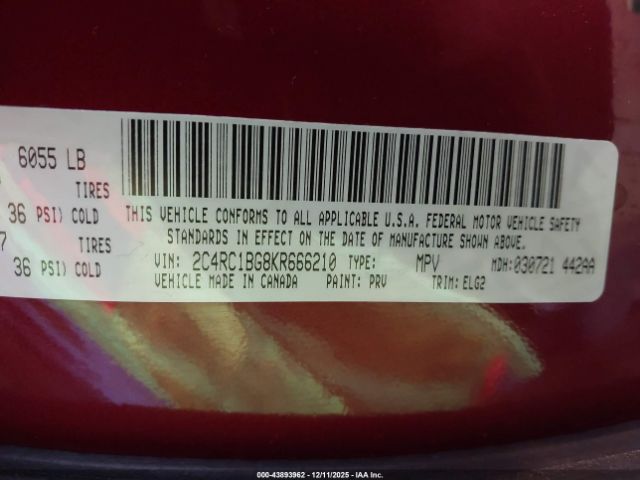 6055 LB
TIRES
36 PSI) COLD
7 TIRES
36 PSI) COLD
THIS VEHICLE CONFORMS TO ALL APPLICABLE U.S.A. FEDERAL MOTOR VEHICLE SAFETY
STANDARDS IN EFFECT ON THE DATE OF MANUFACTURE SHOWN ABOVE.
VIN: 2C4RC1BG8KR666210 TYPE: MPV MDH: 030721 442AA
VEHICLE MADE IN CANADA PAINT: PRV TRIM: ELG2
000-43893962 - 12/11/2025 - IAA Inc.